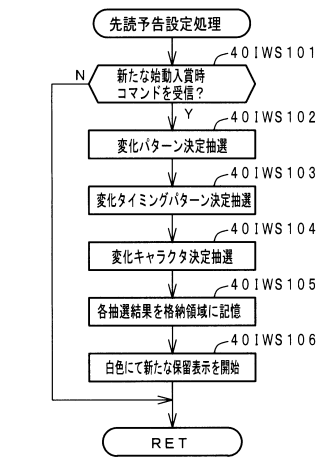 先読予告設定処理
40IWS101
N
新たな始動入賞時
コマンドを受信?
Y
40IWS102
変化パターン決定抽選
40IWS103
変化タイミングパターン決定抽選
40IWS104
変化キャラクタ決定抽選
40IWS105
各抽選結果を格納領域に記憶
40IWS106
白色にて新たな保留表示を開始
RET